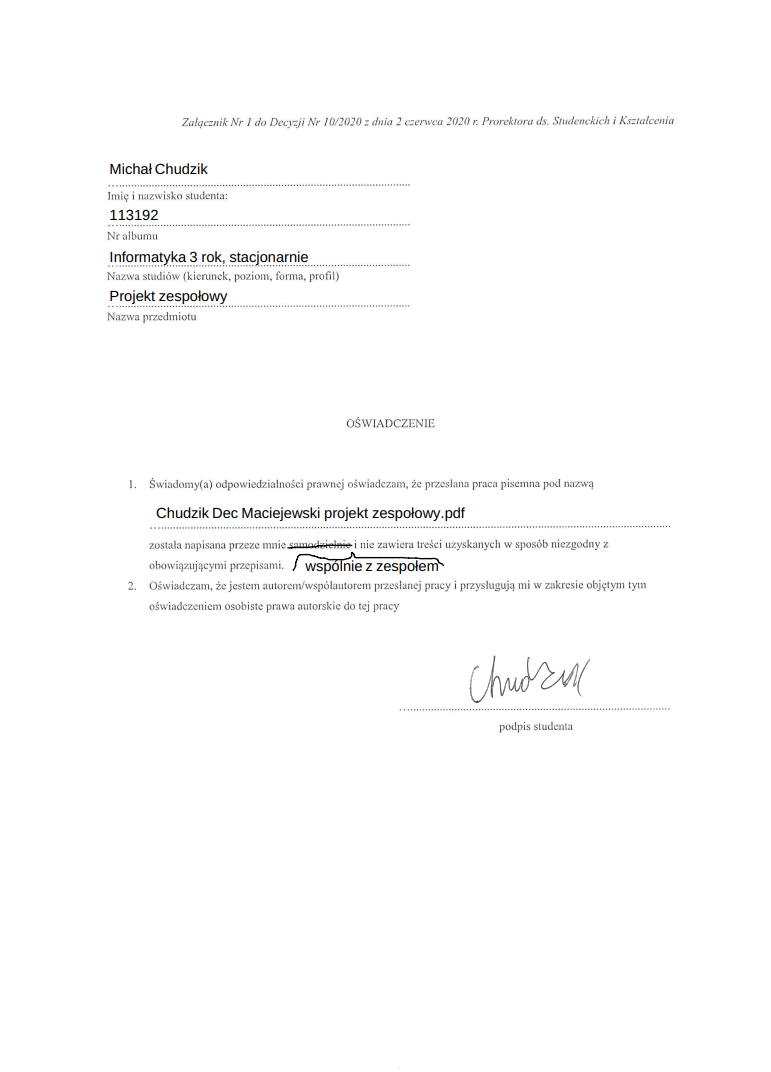 Załącznik Nr 1 do Decyzji Nr 10/2020 z dnia 2 czerwca 2020 r. Prorektora ds. Studenckich i Kształcenia
Michał Chudzik
Imię i nazwisko studenta:
113192
Nr albumu
Informatyka 3 rok, stacjonarnie
Nazwa studiów (kierunek, poziom, forma, profil)
Projekt zespołowy
Nazwa przedmiotu
OŚWIADCZENIE
1. Świadomy(a) odpowiedzialności prawnej oświadczam, że przesłana praca pisemna pod nazwą
Chudzik Dec Maciejewski projekt zespołowy.pdf
została napisana przeze mnie samodzielnie i nie zawiera treści uzyskanych w sposób niezgodny z
obowiązującymi przepisami. wspólnie z zespołem
2. Oświadczam, że jestem autorem/współautorem przesłanej pracy i przysługują mi w zakresie objętym tym
oświadczeniem osobiste prawa autorskie do tej pracy
Chudzik
podpis studenta